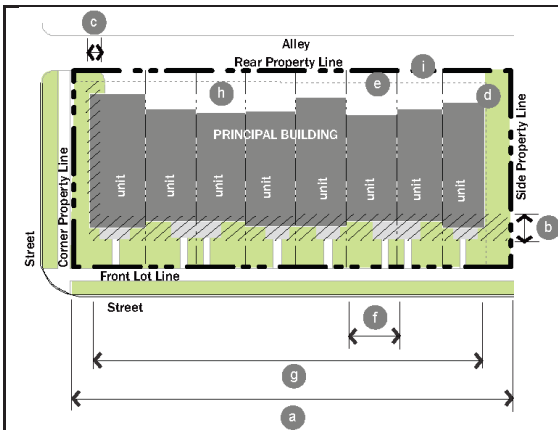 c
Alley
Rear Property Line
i
e
h
d
PRINCIPAL BUILDING
unit
unit
unit
unit
unit
unit
unit
unit
Corner Property Line
Side Property Line
Street
b
Front Lot Line
Street
f
g
a